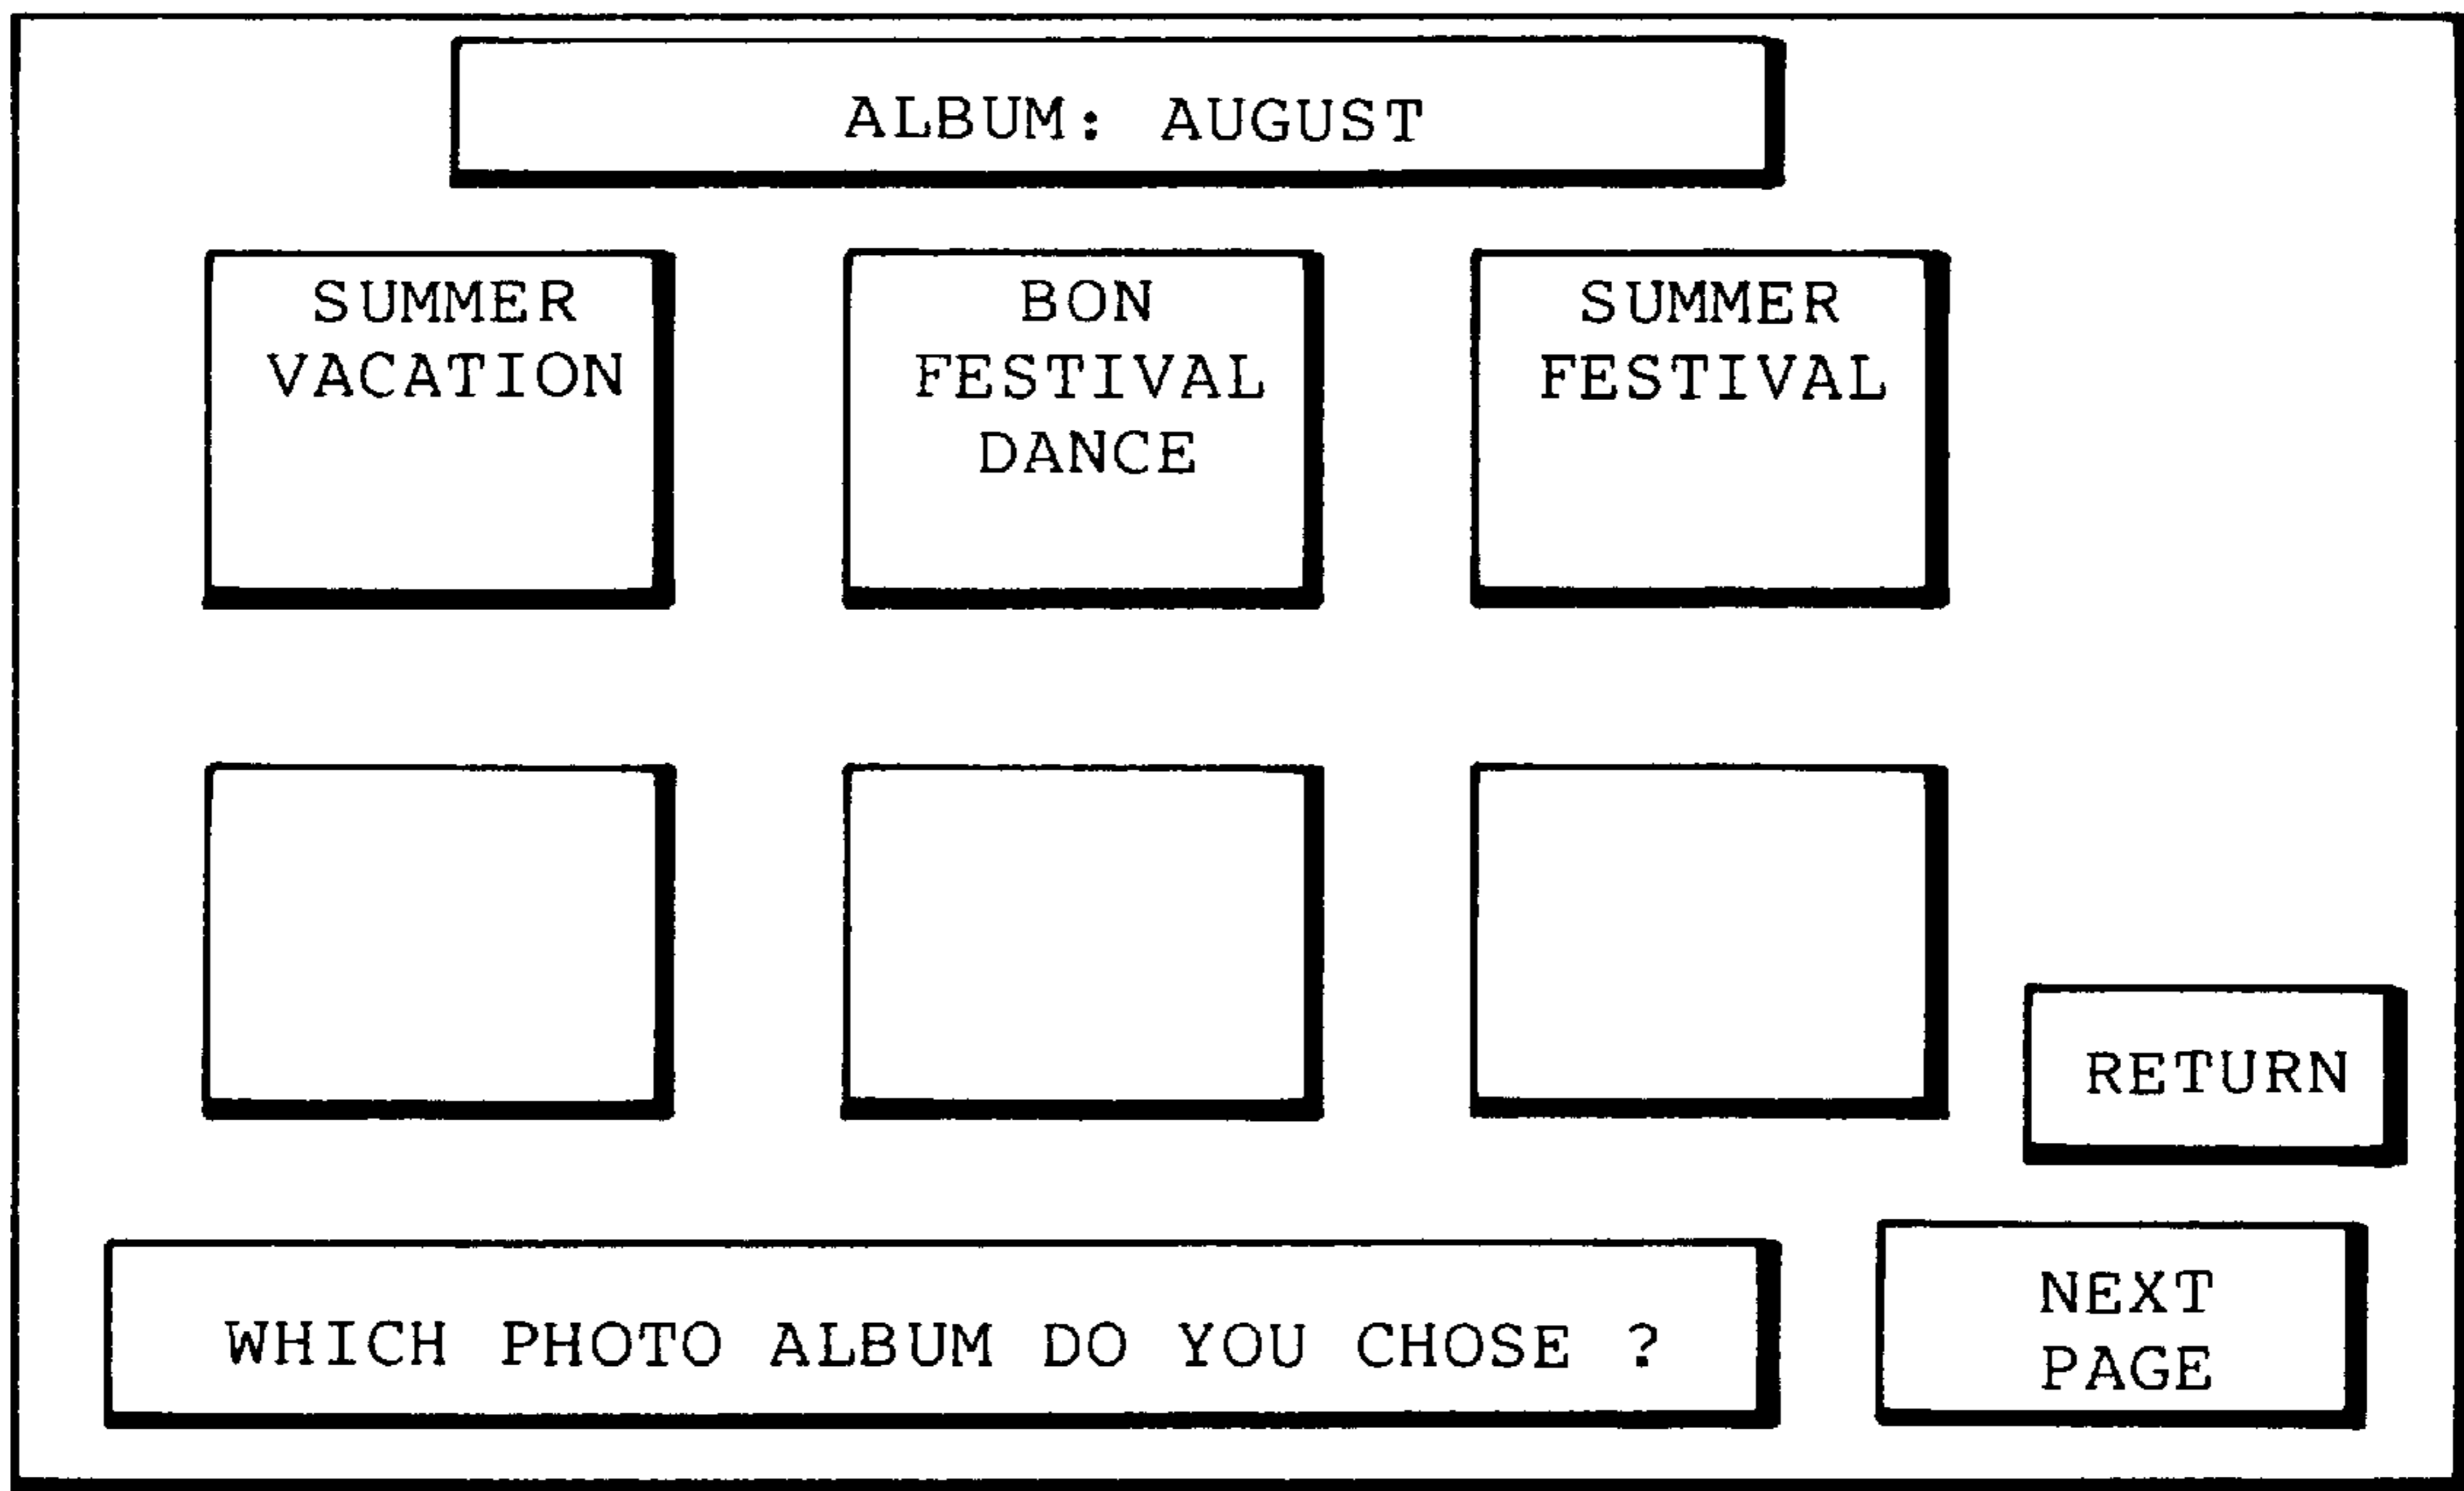 ALBUM: AUGUST
SUMMER
VACATION
BON
FESTIVAL
DANCE
SUMMER
FESTIVAL
RETURN
WHICH PHOTO ALBUM DO YOU CHOSE ?
NEXT
PAGE